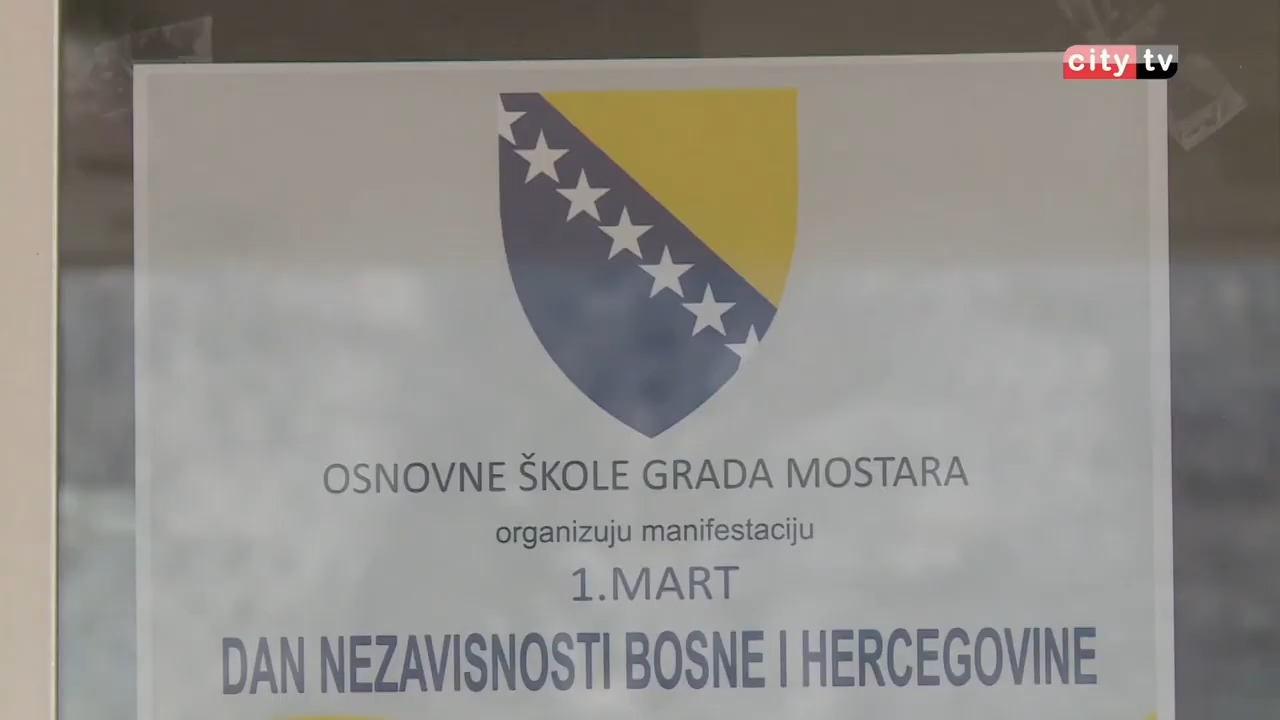 city tv
OSNOVNE ŠKOLE GRADA MOSTARA
organizuju manifestaciju
1.MART
DAN NEZAVISNOSTI BOSNE I HERCEGOVINE